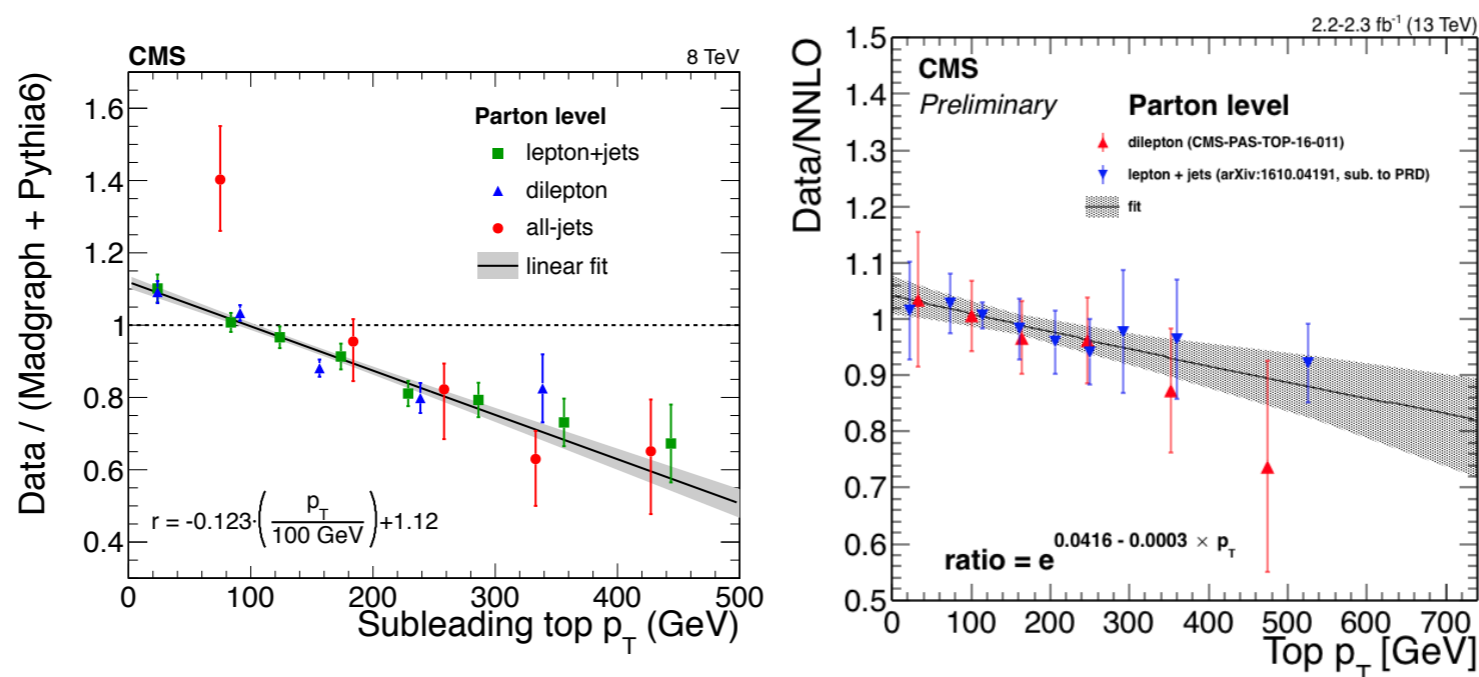 CMS
8 TeV
Data / (Madgraph + Pythia6)
Parton level
lepton+jets
dilepton
all-jets
linear fit
1.6
1.4
1.2
1
0.8
0.6
0.4
r = -0.123·(p_T / 100 GeV)+1.12
0 100 200 300 400 500
Subleading top p_T (GeV)
2.2-2.3 fb⁻¹ (13 TeV)
Data/NNLO
CMS
Preliminary
Parton level
dilepton (CMS-PAS-TOP-16-011)
lepton + jets (arXiv:1610.04191, sub. to PRD)
fit
1.5
1.4
1.3
1.2
1.1
1
0.9
0.8
0.7
0.6
0.5
ratio = e^0.0416 - 0.0003 × p_T
0 100 200 300 400 500 600 700
Top p_T [GeV]